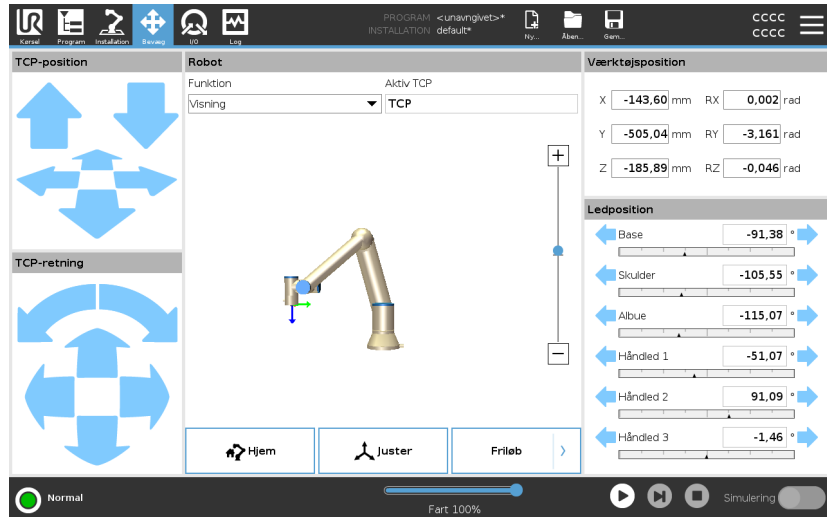 UR
PROGRAM <unavngivet>*
INSTALLATION default*
Kørsel Program Installation Bevæg I/O Log
Ny... Åben... Gem...
CCCC
CCCC
TCP-position
Robot
Værktøjsposition
Funktion Aktiv TCP
Visning TCP
X -143,60 mm RX 0,002 rad
Y -505,04 mm RY -3,161 rad
Z -185,89 mm RZ -0,046 rad
Ledposition
Base -91,38 °
TCP-retning
Skulder -105,55 °
Albue -115,07 °
Håndled 1 -51,07 °
Håndled 2 91,09 °
Håndled 3 -1,46 °
Hjem Juster Friløb
Normal
Fart 100%
Simulering